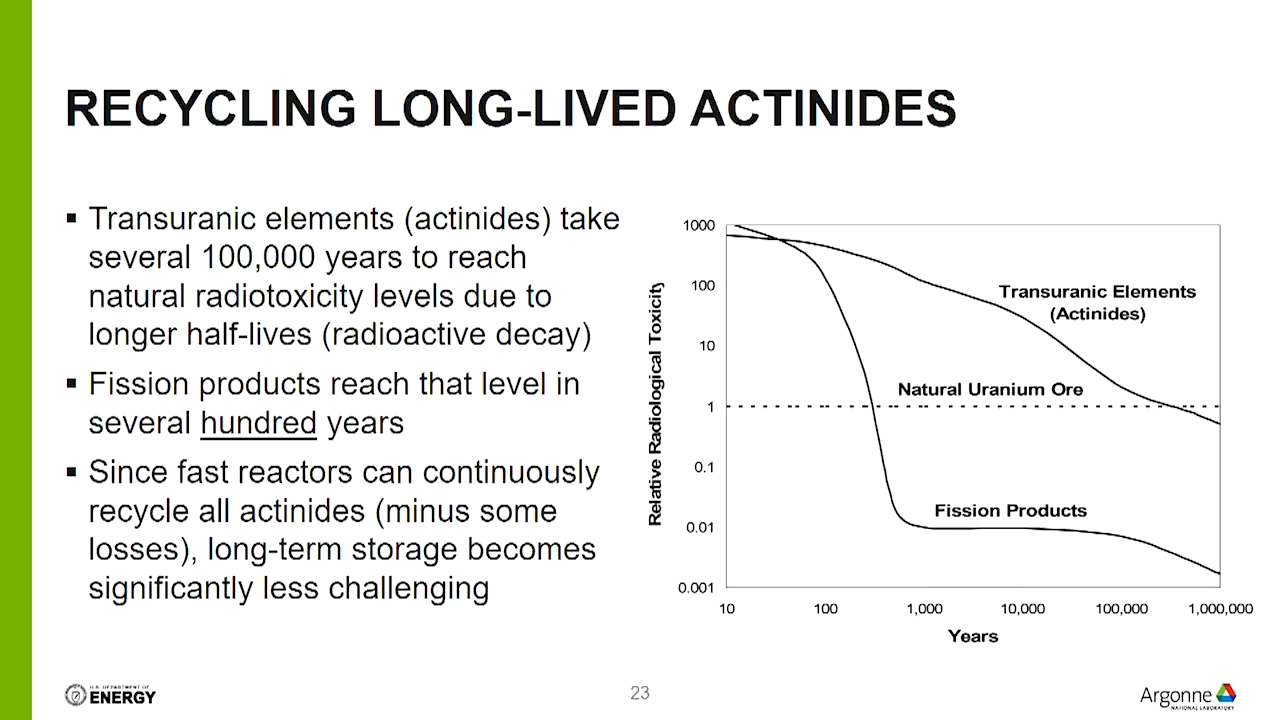 RECYCLING LONG-LIVED ACTINIDES
▪ Transuranic elements (actinides) take
several 100,000 years to reach
natural radiotoxicity levels due to
longer half-lives (radioactive decay)
▪ Fission products reach that level in
several hundred years
▪ Since fast reactors can continuously
recycle all actinides (minus some
losses), long-term storage becomes
significantly less challenging
Relative Radiological Toxicity
1000
100
10
1
0.1
0.01
0.001
Transuranic Elements
(Actinides)
Natural Uranium Ore
Fission Products
10 100 1,000 10,000 100,000 1,000,000
Years
U.S. DEPARTMENT OF
ENERGY
23
Argonne
NATIONAL LABORATORY